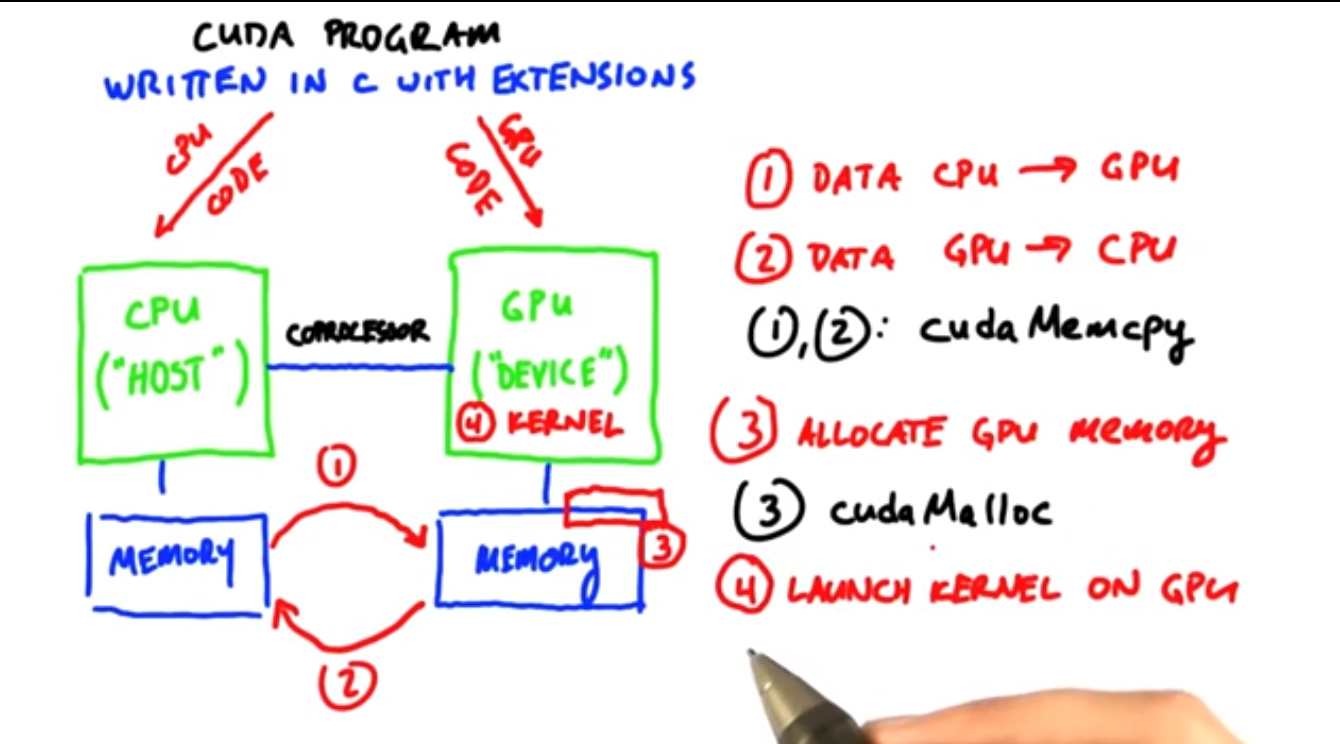 CUDA PROGRAM
WRITTEN IN C WITH EXTENSIONS
CPU
CODE
GPU
CODE
CPU
("HOST")
COPROCESSOR
GPU
("DEVICE")
④ KERNEL
①
MEMORY
MEMORY
③
②
① DATA CPU → GPU
② DATA GPU → CPU
①,②: cudaMemcpy
③ ALLOCATE GPU MEMORY
③ cudaMalloc
④ LAUNCH KERNEL ON GPU